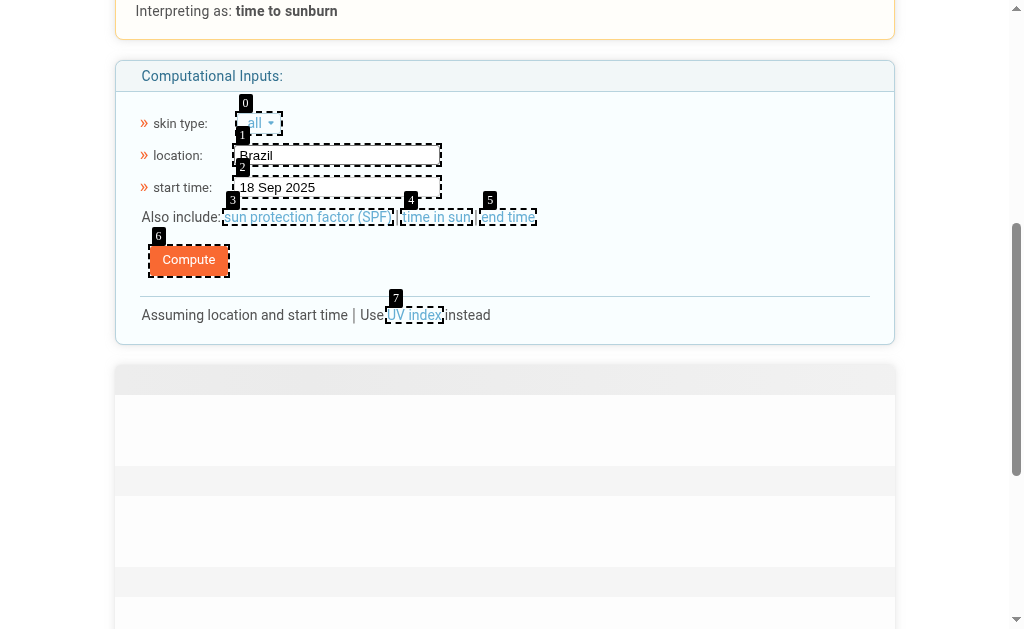 Interpreting as: time to sunburn
Computational Inputs:
0
» skin type: all
1
» location: Brazil
2
» start time: 18 Sep 2025
3 4 5
Also include: sun protection factor (SPF) | time in sun | end time
6
Compute
7
Assuming location and start time | Use UV index instead